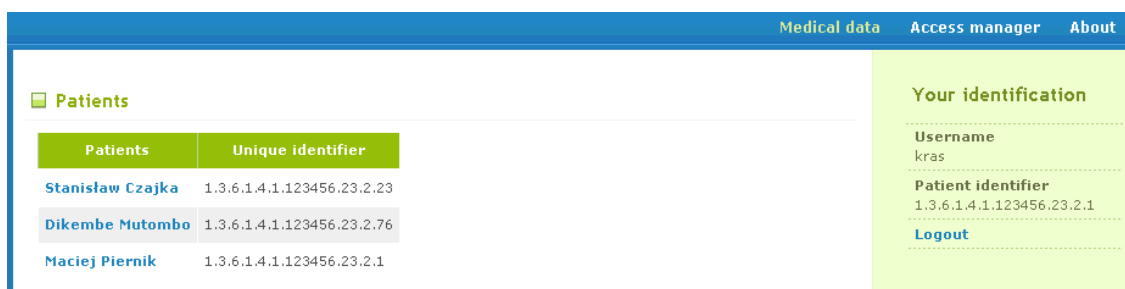 Medical data Access manager About
Patients
Patients Unique identifier
Stanisław Czajka 1.3.6.1.4.1.123456.23.2.23
Dikembe Mutombo 1.3.6.1.4.1.123456.23.2.76
Maciej Piernik 1.3.6.1.4.1.123456.23.2.1
Your identification
Username
kras
Patient identifier
1.3.6.1.4.1.123456.23.2.1
Logout